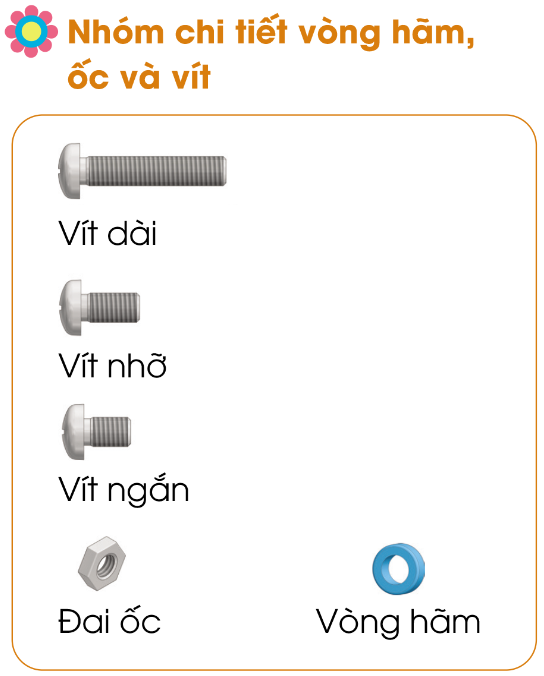 Nhóm chi tiết vòng hãm,
ốc và vít
Vít dài
Vít nhỡ
Vít ngắn
Đai ốc
Vòng hãm